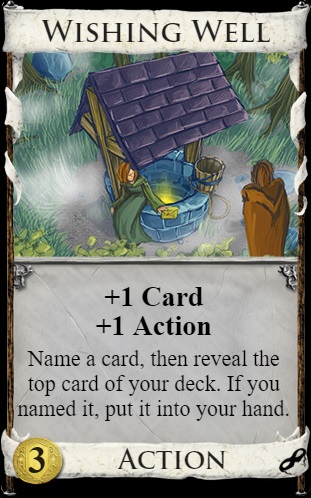 WISHING WELL
+1 Card
+1 Action
Name a card, then reveal the
top card of your deck. If you
named it, put it into your hand.
3
ACTION